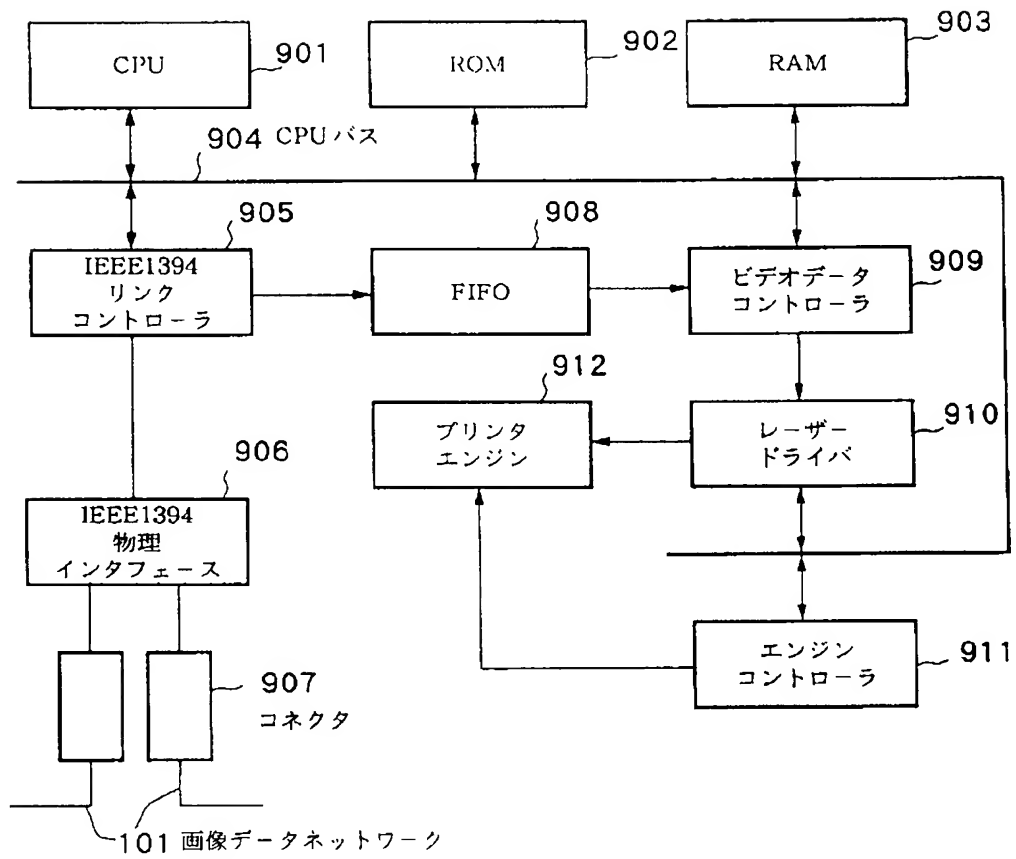 CPU
901
ROM
902
RAM
903
904 CPUバス
905
IEEE1394
リンク
コントローラ
908
FIFO
ビデオデータ
コントローラ
909
912
プリンタ
エンジン
レーザー
ドライバ
910
906
IEEE1394
物理
インタフェース
エンジン
コントローラ
911
907
コネクタ
101 画像データネットワーク